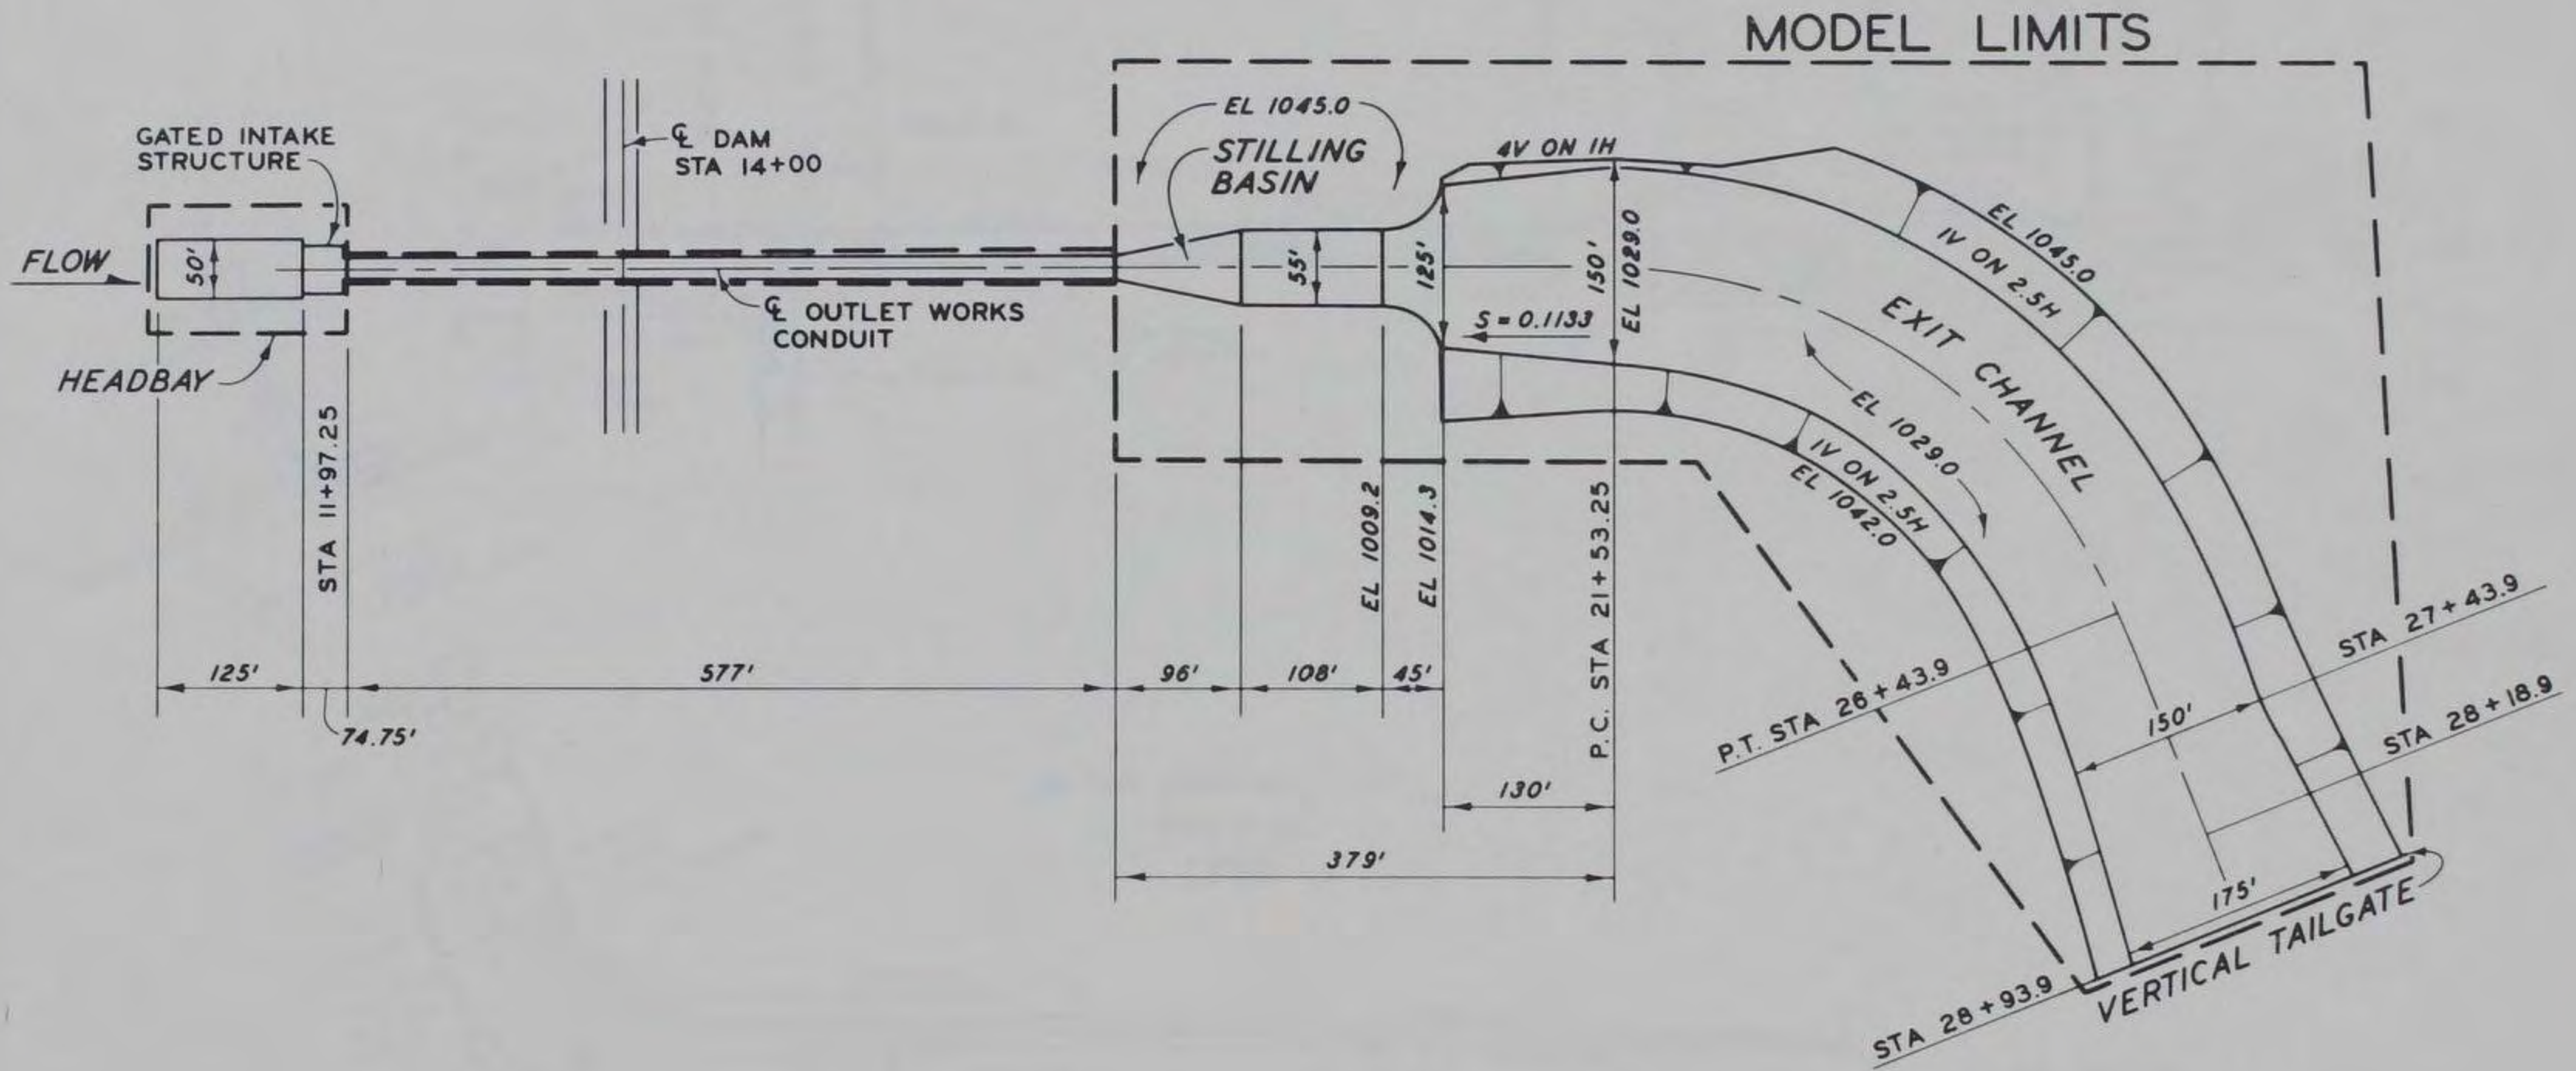 MODEL LIMITS
EL 1045.0
STILLING
BASIN
GATED INTAKE
STRUCTURE
℄ DAM
STA 14+00
4V ON 1H
FLOW
50'
55'
125'
150'
EL 1029.0
S = 0.1133
EL 1045.0
1V ON 2.5H
EXIT CHANNEL
EL 1029.0
1V ON 2.5H
EL 1042.0
℄ OUTLET WORKS
CONDUIT
HEADBAY
STA 11+97.25
EL 1009.2
EL 1014.3
P.C. STA 21+53.25
125'
74.75'
577'
96'
108'
45'
130'
379'
P.T. STA 26+43.9
STA 27+43.9
150'
STA 28+18.9
175'
VERTICAL TAILGATE
STA 28+93.9